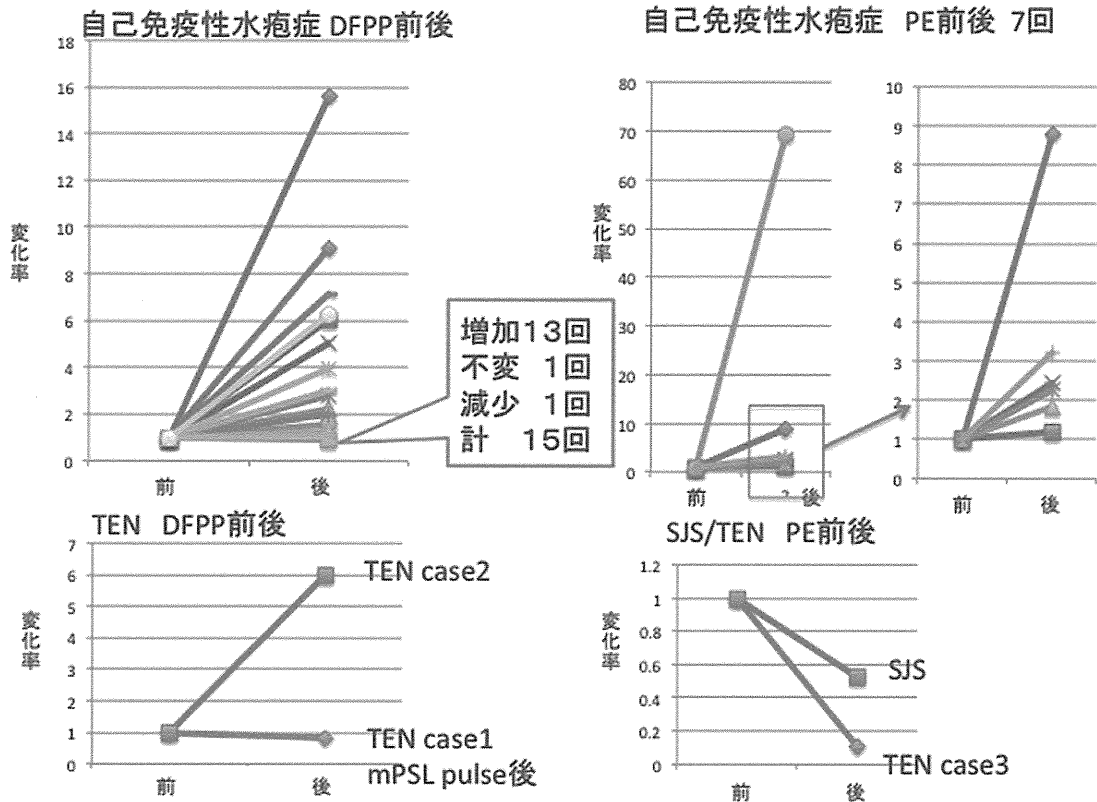 自己免疫性水疱症 DFPP前後
18
16
14
12
10
8
6
4
2
0
変化率
前
後
増加13回
不変 1回
減少 1回
計 15回
自己免疫性水疱症 PE前後 7回
80
70
60
50
40
30
20
10
0
変化率
前
2 後
10
9
8
7
6
5
4
3
2
1
0
前
後
TEN DFPP前後
7
6
5
4
3
2
1
0
変化率
前
後
TEN case2
TEN case1
mPSL pulse後
SJS/TEN PE前後
1.2
1
0.8
0.6
0.4
0.2
0
変化率
前
後
SJS
TEN case3